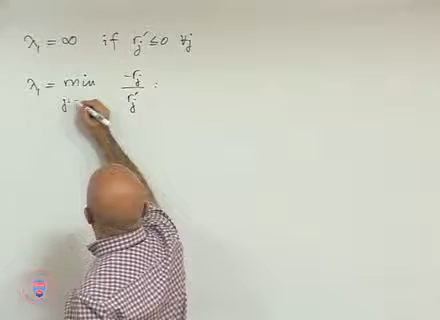 λ₁ = ∞ if rⱼ' ≤ 0 ∀j
λ₁ = min -rⱼ / rⱼ' :
j: